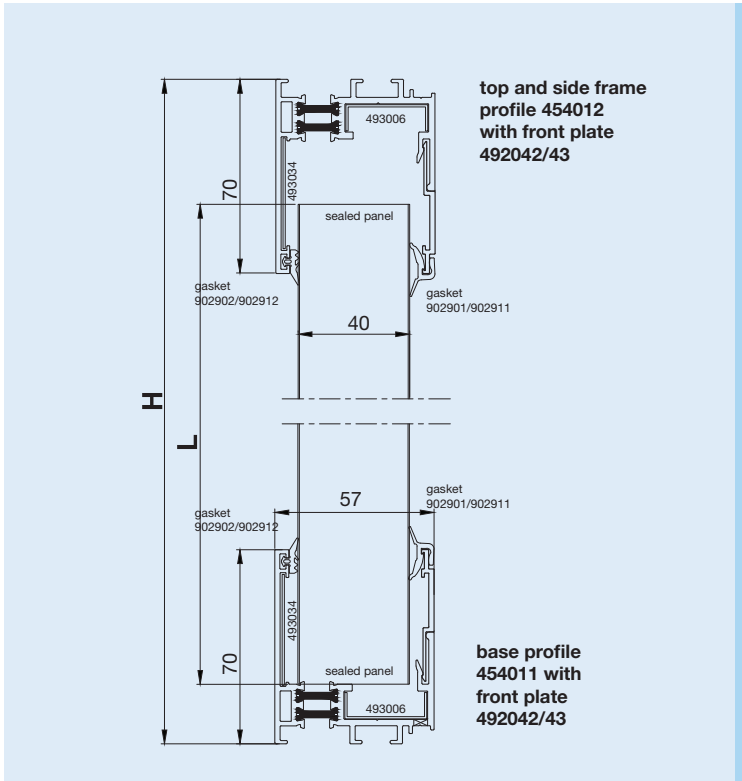 top and side frame
profile 454012
with front plate
492042/43
493006
493034
70
sealed panel
gasket
902902/902912
gasket
902901/902911
40
H
L
57
gasket
902901/902911
gasket
902902/902912
493034
70
sealed panel
493006
base profile
454011 with
front plate
492042/43